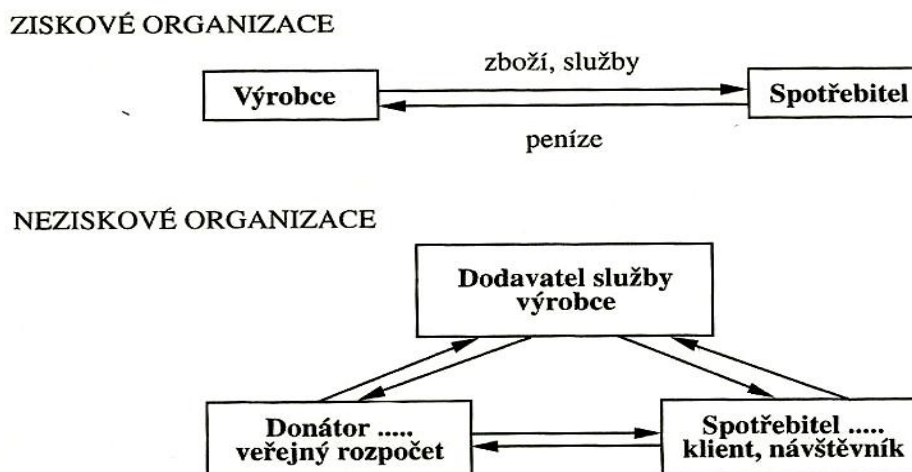 ZISKOVÉ ORGANIZACE
zboží, služby
Výrobce
Spotřebitel
peníze
NEZISKOVÉ ORGANIZACE
Dodavatel služby
výrobce
Donátor .....
veřejný rozpočet
Spotřebitel .....
klient, návštěvník